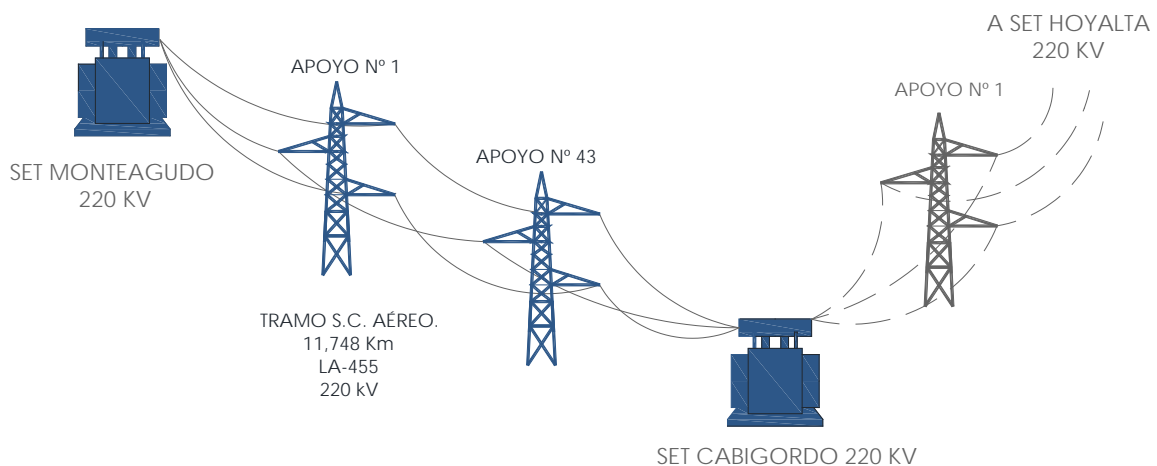 A SET HOYALTA
220 KV
APOYO Nº 1
APOYO Nº 1
APOYO Nº 43
SET MONTEAGUDO
220 KV
TRAMO S.C. AÉREO.
11,748 Km
LA-455
220 kV
SET CABIGORDO 220 KV